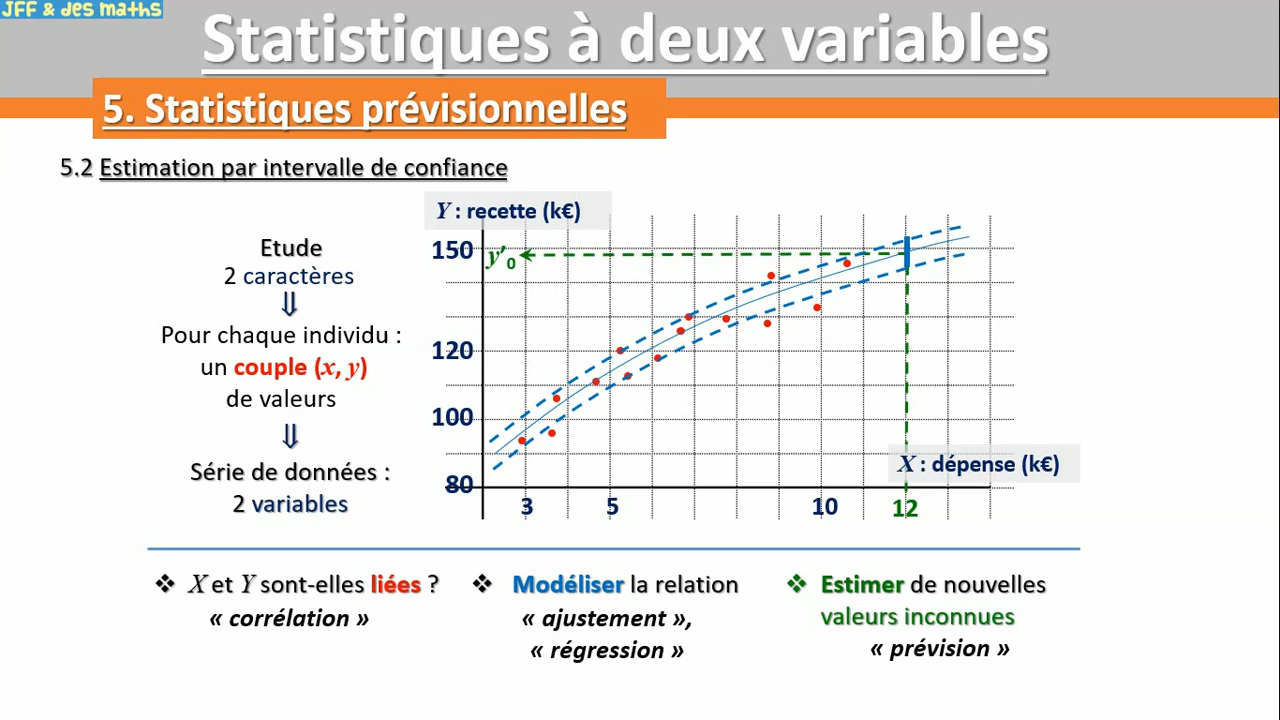 JFF & des maths
Statistiques à deux variables
5. Statistiques prévisionnelles
5.2 Estimation par intervalle de confiance
Etude
2 caractères
⇓
Pour chaque individu :
un couple (x, y)
de valeurs
⇓
Série de données :
2 variables
Y : recette (k€)
150
y'₀
120
100
80
X : dépense (k€)
3 5 10 12
❖ X et Y sont-elles liées ?
« corrélation »
❖ Modéliser la relation
« ajustement »,
« régression »
❖ Estimer de nouvelles
valeurs inconnues
« prévision »